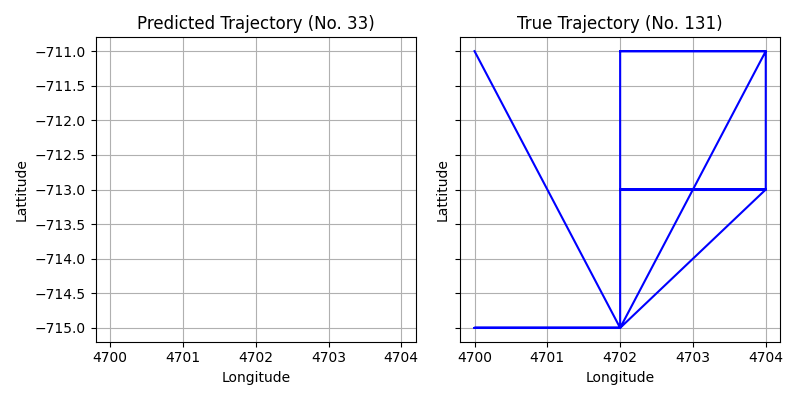 Predicted Trajectory (No. 33)
−711.0
−711.5
−712.0
−712.5
−713.0
−713.5
−714.0
−714.5
−715.0
Lattitude
4700 4701 4702 4703 4704
Longitude
True Trajectory (No. 131)
Lattitude
4700 4701 4702 4703 4704
Longitude